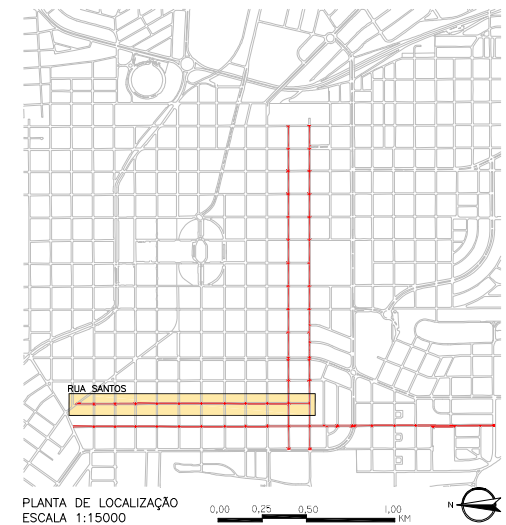 RUA SANTOS
PLANTA DE LOCALIZAÇÃO
ESCALA 1:15000
0,00 0,25 0,50 1,00
KM
N